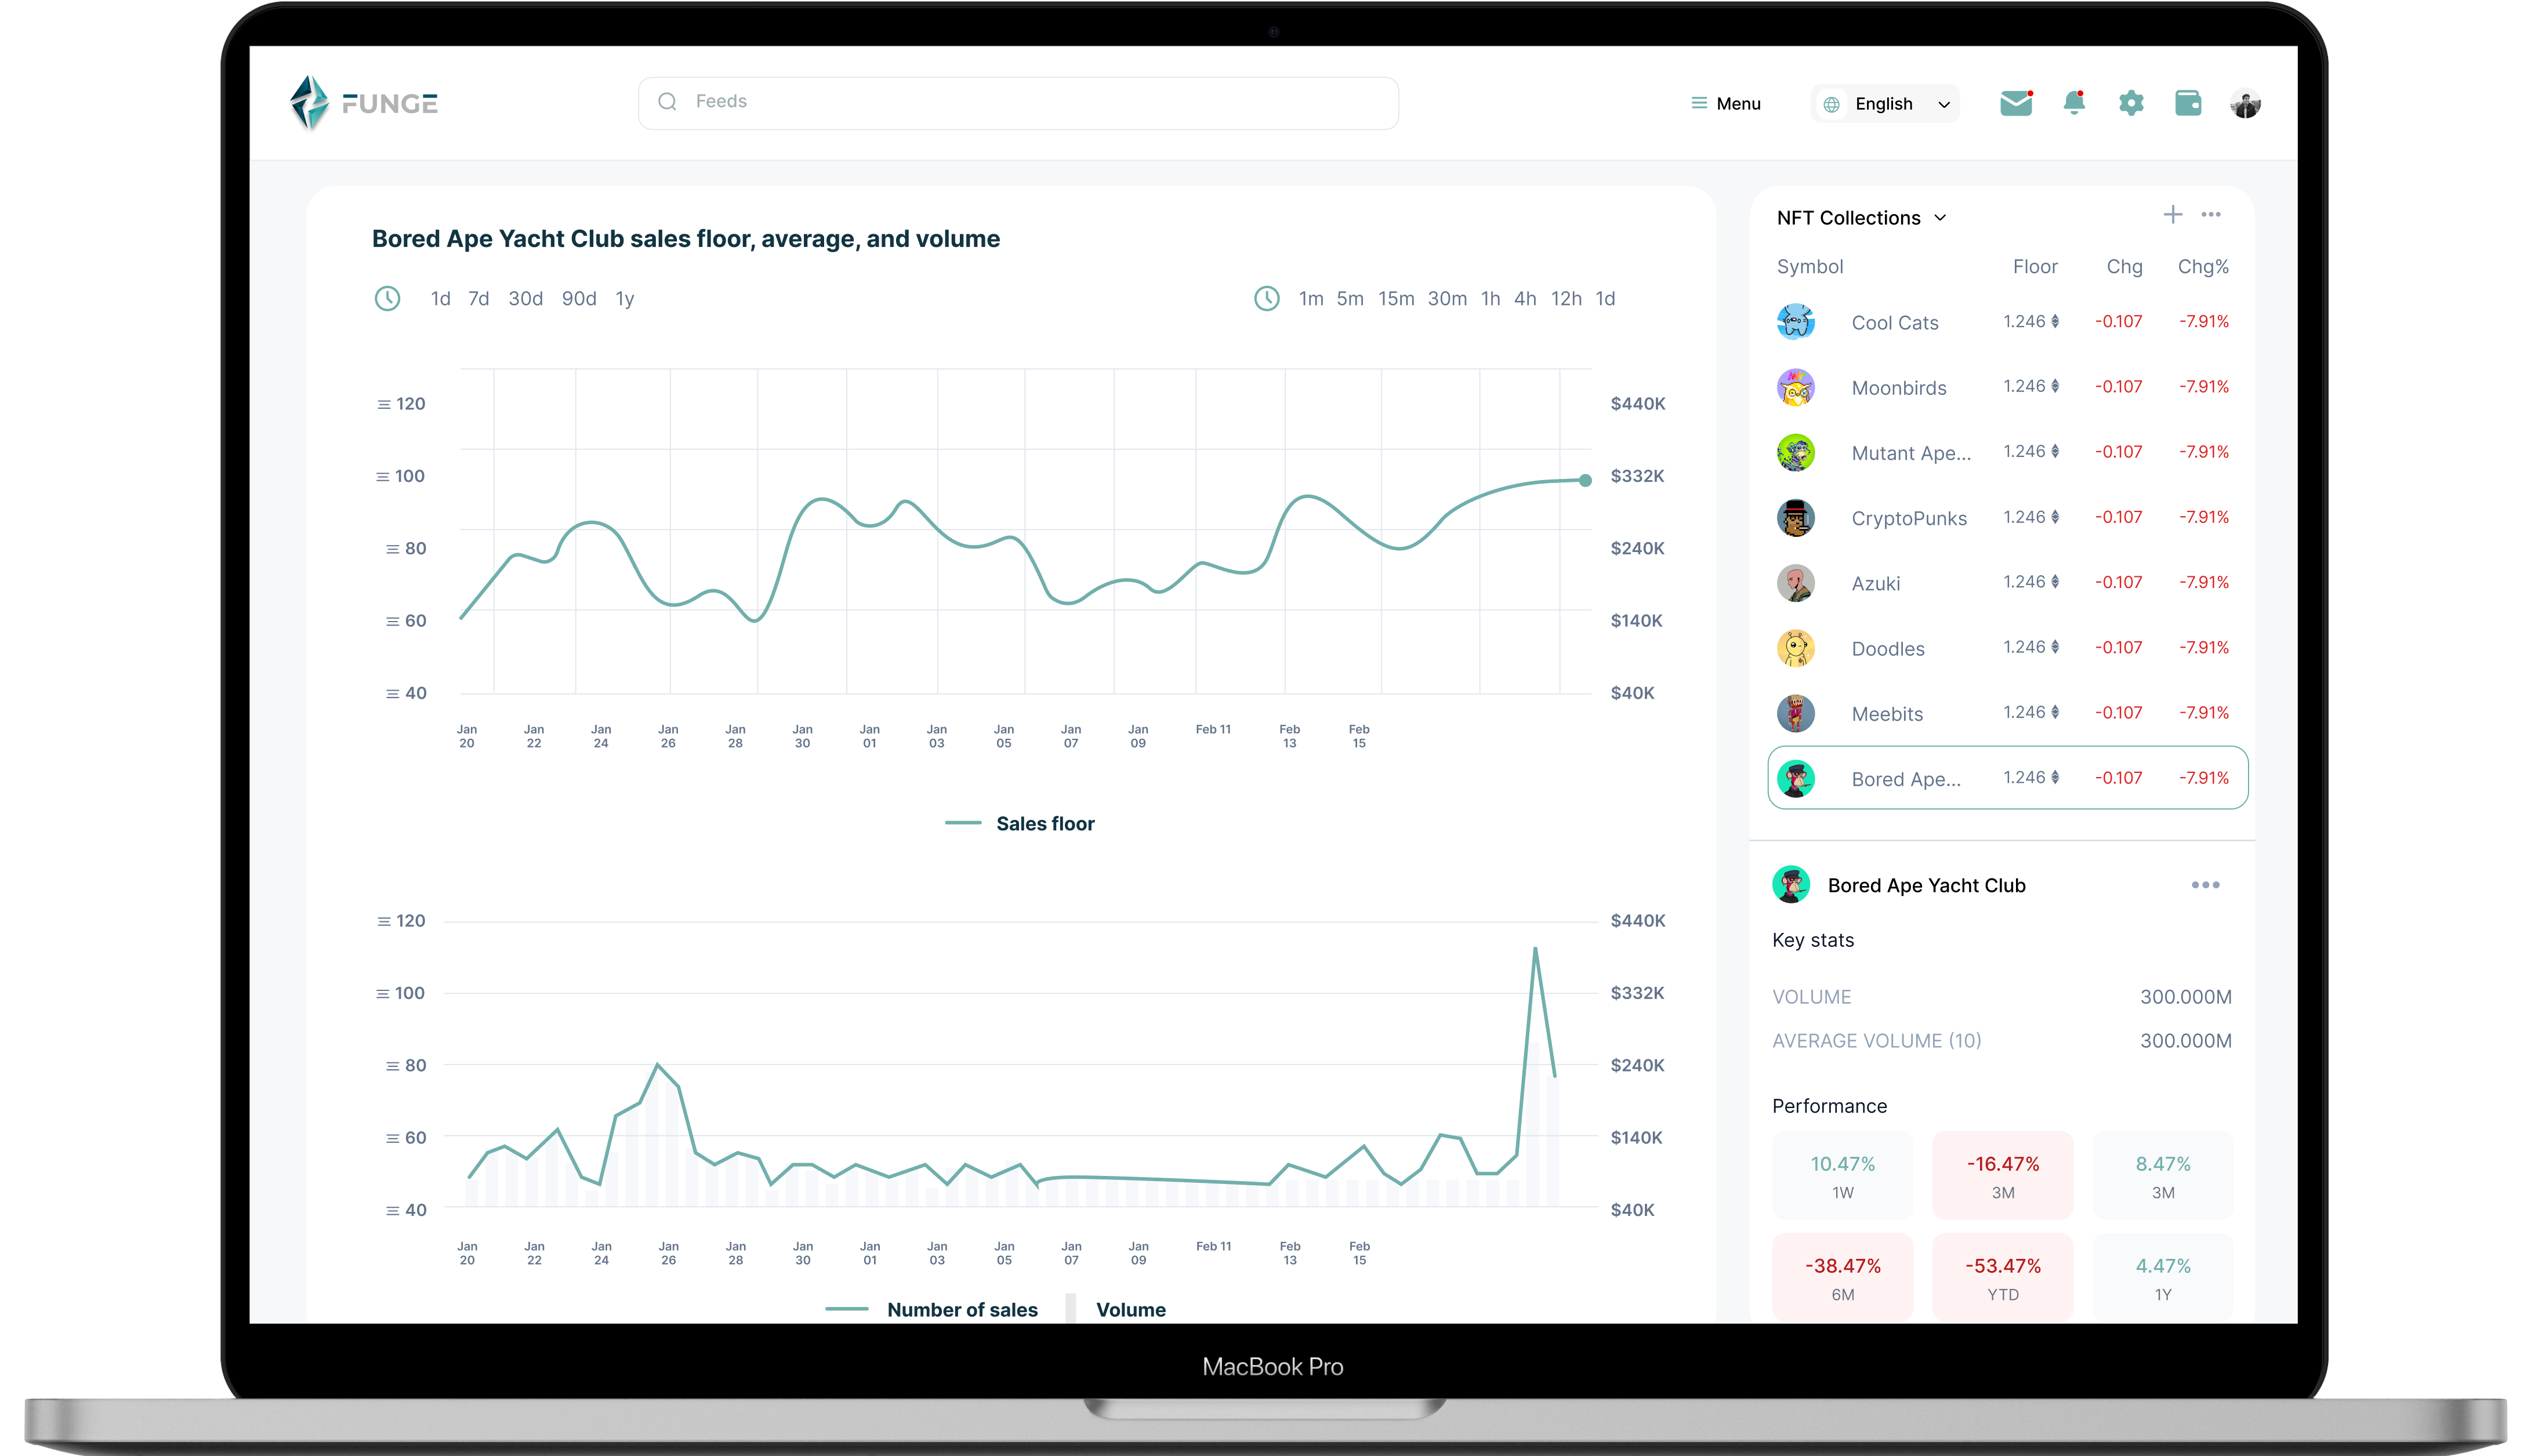 FUNGE
Feeds
Menu
English
Bored Ape Yacht Club sales floor, average, and volume
1d 7d 30d 90d 1y
1m 5m 15m 30m 1h 4h 12h 1d
120
100
80
60
40
$440K
$332K
$240K
$140K
$40K
Jan 20
Jan 22
Jan 24
Jan 26
Jan 28
Jan 30
Jan 01
Jan 03
Jan 05
Jan 07
Jan 09
Feb 11
Feb 13
Feb 15
Sales floor
120
100
80
60
40
$440K
$332K
$240K
$140K
$40K
Jan 20
Jan 22
Jan 24
Jan 26
Jan 28
Jan 30
Jan 01
Jan 03
Jan 05
Jan 07
Jan 09
Feb 11
Feb 13
Feb 15
Number of sales
Volume
NFT Collections
Symbol Floor Chg Chg%
Cool Cats 1.246 -0.107 -7.91%
Moonbirds 1.246 -0.107 -7.91%
Mutant Ape... 1.246 -0.107 -7.91%
CryptoPunks 1.246 -0.107 -7.91%
Azuki 1.246 -0.107 -7.91%
Doodles 1.246 -0.107 -7.91%
Meebits 1.246 -0.107 -7.91%
Bored Ape... 1.246 -0.107 -7.91%
Bored Ape Yacht Club
Key stats
VOLUME 300.000M
AVERAGE VOLUME (10) 300.000M
Performance
10.47% -16.47% 8.47%
1W 3M 3M
-38.47% -53.47% 4.47%
6M YTD 1Y
MacBook Pro